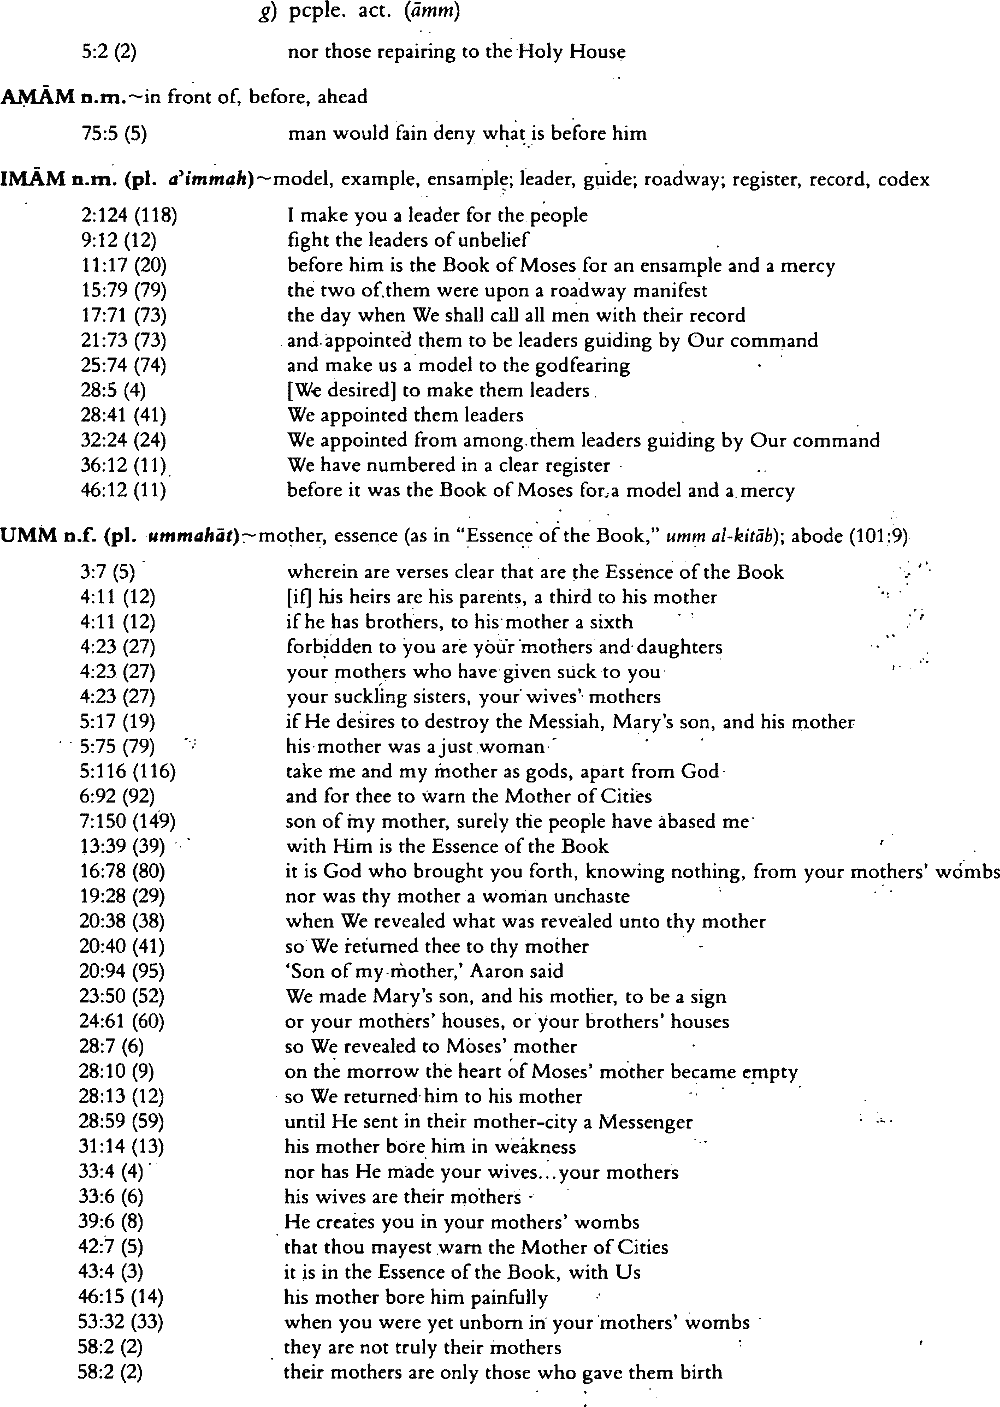 g) pcple. act. (āmm)
5:2 (2) nor those repairing to the Holy House
AMĀM n.m.~in front of, before, ahead
75:5 (5) man would fain deny what is before him
IMĀM n.m. (pl. a'immah)~model, example, ensample; leader, guide; roadway; register, record, codex
2:124 (118) I make you a leader for the people
9:12 (12) fight the leaders of unbelief
11:17 (20) before him is the Book of Moses for an ensample and a mercy
15:79 (79) the two of them were upon a roadway manifest
17:71 (73) the day when We shall call all men with their record
21:73 (73) and appointed them to be leaders guiding by Our command
25:74 (74) and make us a model to the godfearing
28:5 (4) [We desired] to make them leaders
28:41 (41) We appointed them leaders
32:24 (24) We appointed from among them leaders guiding by Our command
36:12 (11) We have numbered in a clear register
46:12 (11) before it was the Book of Moses for a model and a mercy
UMM n.f. (pl. ummahāt)~mother, essence (as in "Essence of the Book," umm al-kitāb); abode (101:9)
3:7 (5) wherein are verses clear that are the Essence of the Book
4:11 (12) [if] his heirs are his parents, a third to his mother
4:11 (12) if he has brothers, to his mother a sixth
4:23 (27) forbidden to you are your mothers and daughters
4:23 (27) your mothers who have given suck to you
4:23 (27) your suckling sisters, your wives' mothers
5:17 (19) if He desires to destroy the Messiah, Mary's son, and his mother
5:75 (79) his mother was a just woman
5:116 (116) take me and my mother as gods, apart from God
6:92 (92) and for thee to warn the Mother of Cities
7:150 (149) son of my mother, surely the people have abased me
13:39 (39) with Him is the Essence of the Book
16:78 (80) it is God who brought you forth, knowing nothing, from your mothers' wombs
19:28 (29) nor was thy mother a woman unchaste
20:38 (38) when We revealed what was revealed unto thy mother
20:40 (41) so We returned thee to thy mother
20:94 (95) 'Son of my mother,' Aaron said
23:50 (52) We made Mary's son, and his mother, to be a sign
24:61 (60) or your mothers' houses, or your brothers' houses
28:7 (6) so We revealed to Moses' mother
28:10 (9) on the morrow the heart of Moses' mother became empty
28:13 (12) so We returned him to his mother
28:59 (59) until He sent in their mother-city a Messenger
31:14 (13) his mother bore him in weakness
33:4 (4) nor has He made your wives...your mothers
33:6 (6) his wives are their mothers
39:6 (8) He creates you in your mothers' wombs
42:7 (5) that thou mayest warn the Mother of Cities
43:4 (3) it is in the Essence of the Book, with Us
46:15 (14) his mother bore him painfully
53:32 (33) when you were yet unborn in your mothers' wombs
58:2 (2) they are not truly their mothers
58:2 (2) their mothers are only those who gave them birth